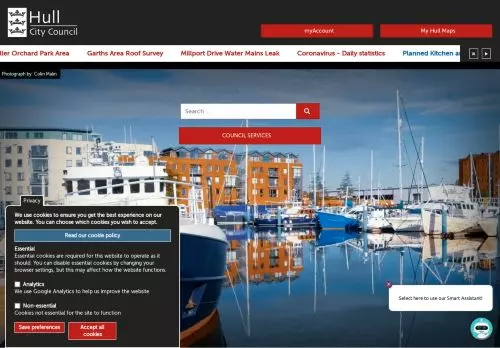 Hull
City Council
myAccount
My Hull Maps
ller Orchard Park Area
Garths Area Roof Survey
Millport Drive Water Mains Leak
Coronavirus - Daily statistics
Planned Kitchen a
Photograph by: Colin Malin
Search ...
COUNCIL SERVICES
Privacy
We use cookies to ensure you get the best experience on our
website. You can choose which cookies you wish to accept.
Read our cookie policy
Essential
Essential cookies are required for this website to operate as it
should. You can disable essential cookies by changing your
browser settings, but this may affect how the website functions.
Analytics
We use Google Analytics to help us improve the website
Non-essential
Cookies not essential for the site to function
Save preferences
Accept all
cookies
Select here to use our Smart Assistant!